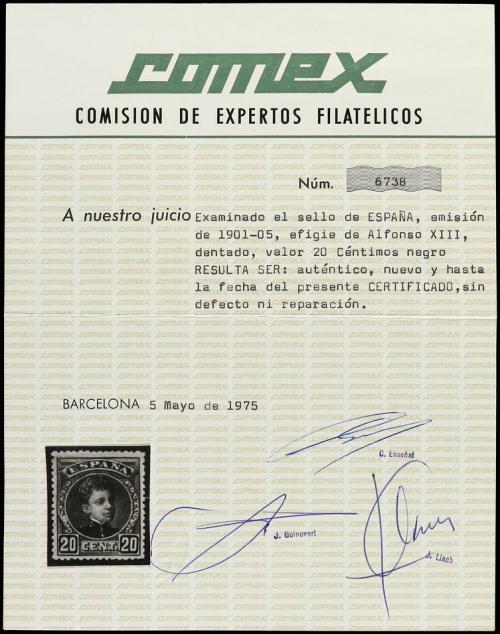 comex
COMISION DE EXPERTOS FILATELICOS
Núm. 6738
A nuestro juicio Examinado el sello de ESPAÑA, emisión
de 1901-05, efigie de Alfonso XIII,
dentado, valor 20 Céntimos negro
RESULTA SER: auténtico, nuevo y hasta
la fecha del presente CERTIFICADO,sin
defecto ni reparación.
BARCELONA 5 Mayo de 1975
C. Enseñat
J. Guinovart
J. Llach
ESPAÑA
20 CENT. 20